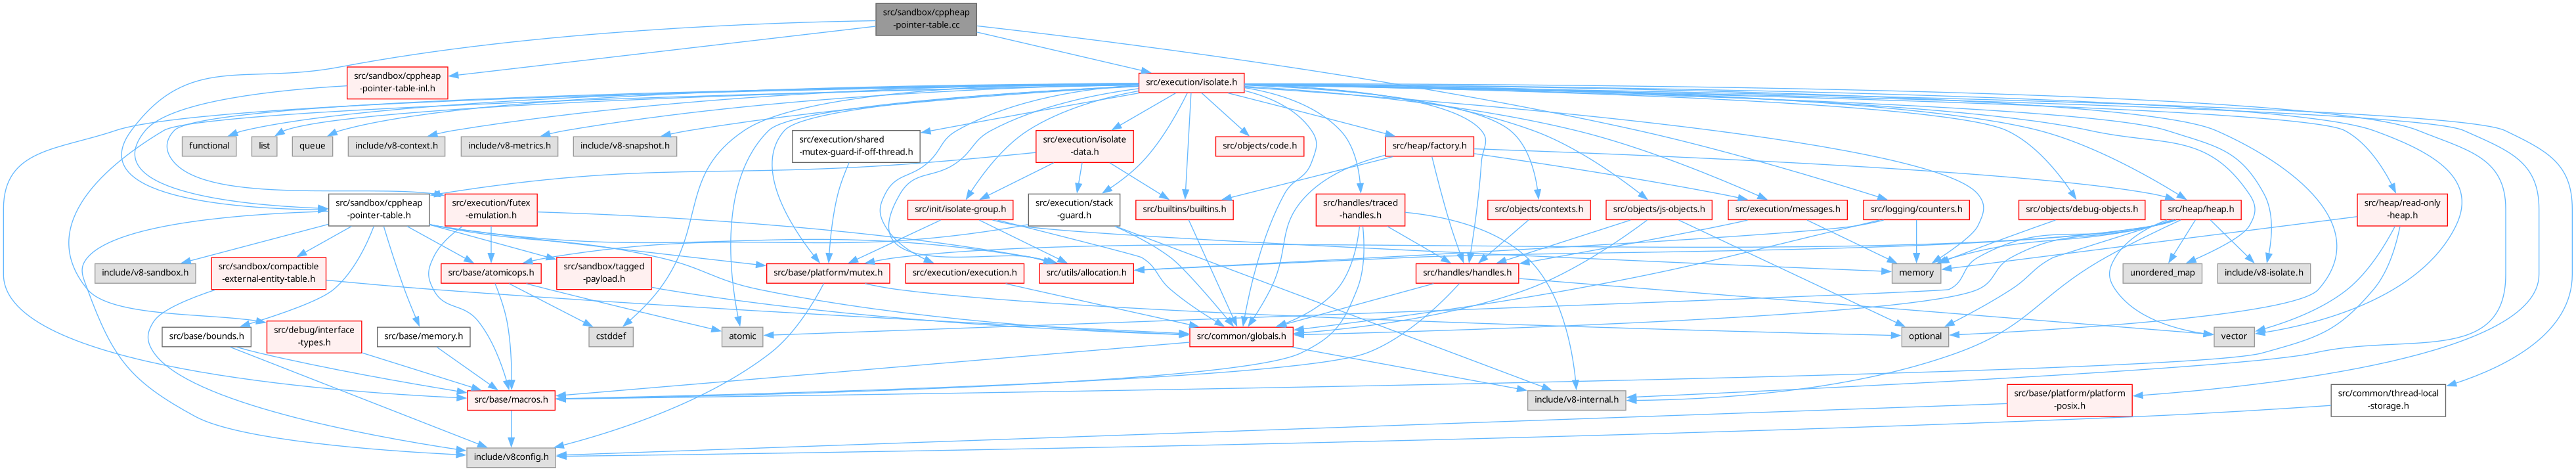 src/sandbox/cppheap
-pointer-table.cc
src/sandbox/cppheap
-pointer-table-inl.h
src/execution/isolate.h
functional
list
queue
include/v8-context.h
include/v8-metrics.h
include/v8-snapshot.h
src/execution/shared
-mutex-guard-if-off-thread.h
src/execution/isolate
-data.h
src/objects/code.h
src/heap/factory.h
src/sandbox/cppheap
-pointer-table.h
src/execution/futex
-emulation.h
src/init/isolate-group.h
src/execution/stack
-guard.h
src/builtins/builtins.h
src/handles/traced
-handles.h
src/objects/contexts.h
src/objects/js-objects.h
src/execution/messages.h
src/logging/counters.h
src/objects/debug-objects.h
src/heap/heap.h
src/heap/read-only
-heap.h
include/v8-sandbox.h
src/sandbox/compactible
-external-entity-table.h
src/base/atomicops.h
src/sandbox/tagged
-payload.h
src/base/platform/mutex.h
src/execution/execution.h
src/utils/allocation.h
src/handles/handles.h
memory
unordered_map
include/v8-isolate.h
src/base/bounds.h
src/debug/interface
-types.h
src/base/memory.h
cstddef
atomic
src/common/globals.h
optional
vector
src/base/macros.h
include/v8-internal.h
src/base/platform/platform
-posix.h
src/common/thread-local
-storage.h
include/v8config.h